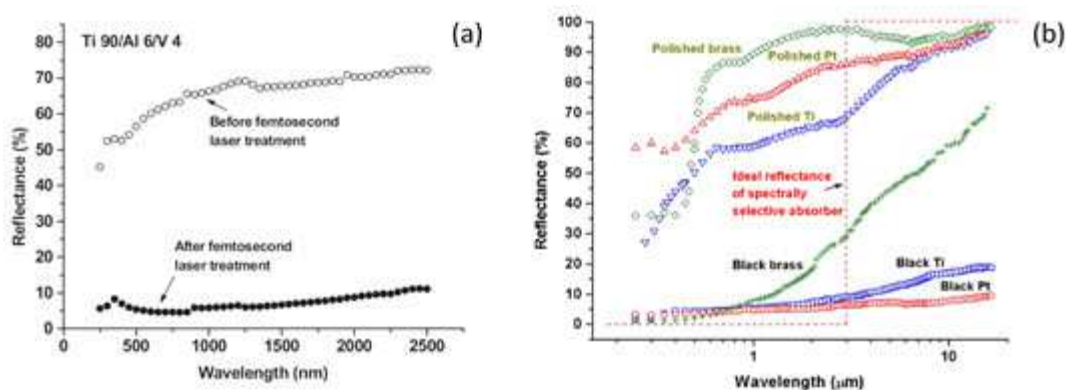 Ti 90/Al 6/V 4
(a)
Reflectance (%)
80
70
60
50
40
30
20
10
0
Before femtosecond
laser treatment
After femtosecond
laser treatment
0
500
1000
1500
2000
2500
Wavelength (nm)
(b)
Reflectance (%)
100
90
80
70
60
50
40
30
20
10
0
Polished brass
Polished Pt
Polished Ti
Ideal reflectance
of spectrally
selective absorber
Black brass
Black Ti
Black Pt
1
10
Wavelength (μm)